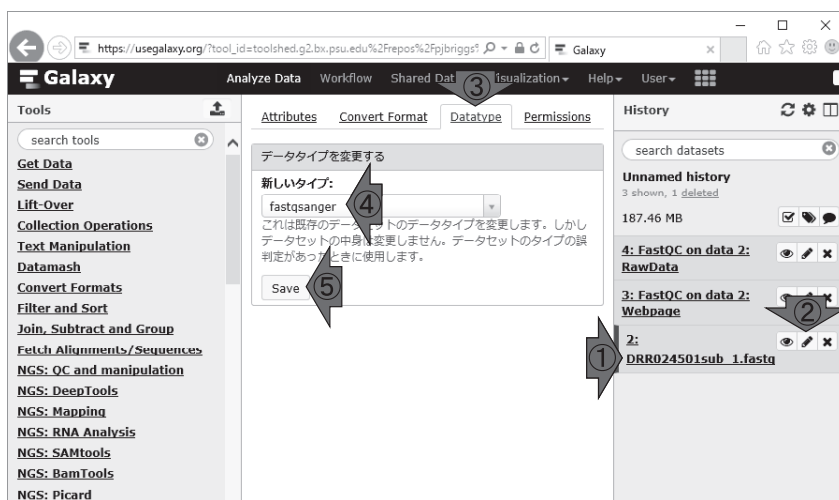 https://usegalaxy.org/?tool_id=toolshed.g2.bx.psu.edu%2Frepos%2Fpjbriggs%
Galaxy
Galaxy
Analyze Data Workflow Shared Dat ③ isualization Help User
Tools
search tools
Get Data
Send Data
Lift-Over
Collection Operations
Text Manipulation
Datamash
Convert Formats
Filter and Sort
Join, Subtract and Group
Fetch Alignments/Sequences
NGS: QC and manipulation
NGS: DeepTools
NGS: Mapping
NGS: RNA Analysis
NGS: SAMtools
NGS: BamTools
NGS: Picard
Attributes Convert Format Datatype Permissions
データタイプを変更する
新しいタイプ:
fastqsanger ④
これは既存のデータセットのデータタイプを変更します。しかし
データセットの中身は変更しません。データセットのタイプの誤
判定があったときに使用します。
Save ⑤
History
search datasets
Unnamed history
3 shown, 1 deleted
187.46 MB
4: FastQC on data 2:
RawData
3: FastQC on data 2:
Webpage ②
2:
① DRR024501sub_1.fastq